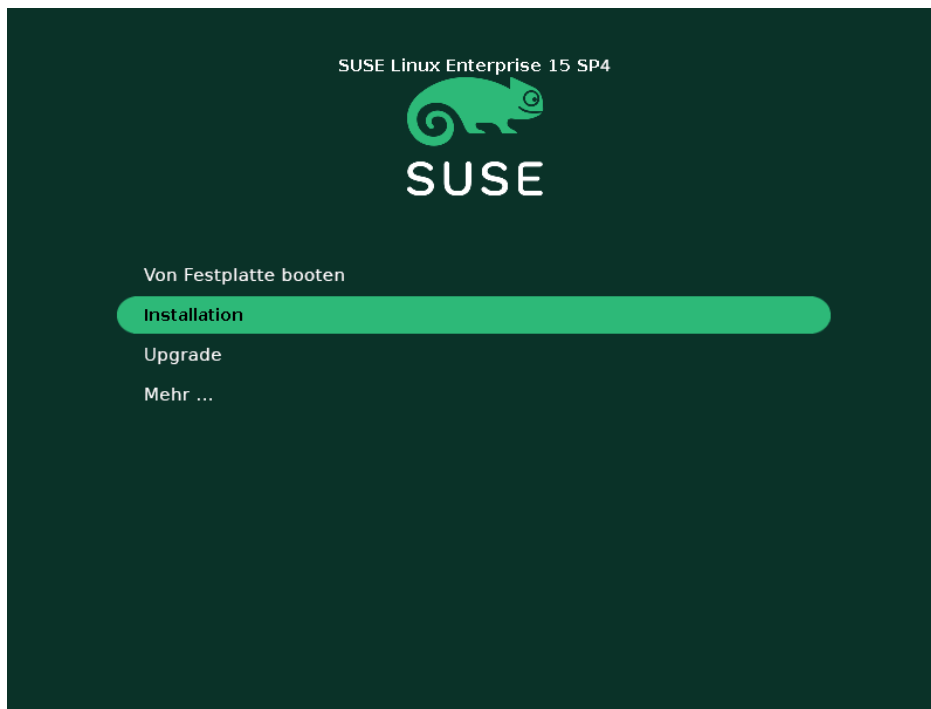 SUSE Linux Enterprise 15 SP4
SUSE
Von Festplatte booten
Installation
Upgrade
Mehr ...